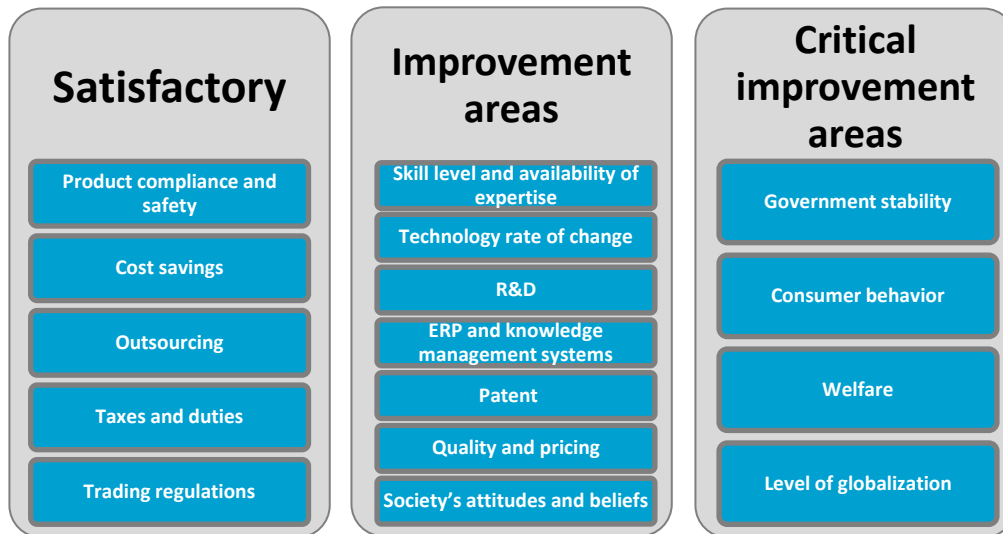 Satisfactory
Product compliance and
safety
Cost savings
Outsourcing
Taxes and duties
Trading regulations
Improvement
areas
Skill level and availability of
expertise
Technology rate of change
R&D
ERP and knowledge
management systems
Patent
Quality and pricing
Society’s attitudes and beliefs
Critical
improvement
areas
Government stability
Consumer behavior
Welfare
Level of globalization